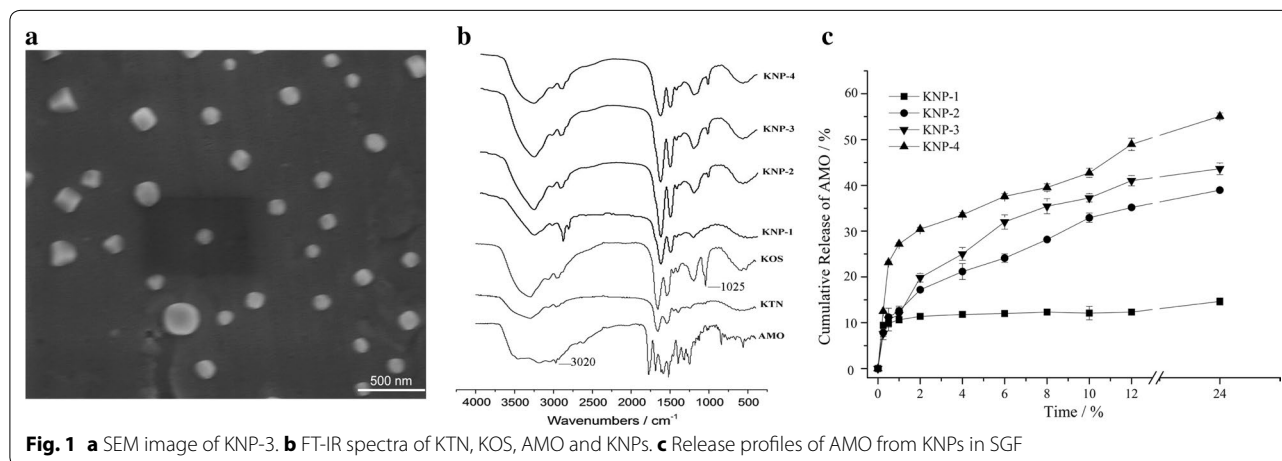 a
500 nm
b
KNP-4
KNP-3
KNP-2
KNP-1
KOS
1025
KTN
AMO
3020
4000 3500 3000 2500 2000 1500 1000 500
Wavenumbers / cm⁻¹
c
Cumulative Release of AMO / %
60
50
40
30
20
10
0
KNP-1
KNP-2
KNP-3
KNP-4
0 2 4 6 8 10 12 24
Time / %
Fig. 1 a SEM image of KNP-3. b FT-IR spectra of KTN, KOS, AMO and KNPs. c Release profiles of AMO from KNPs in SGF